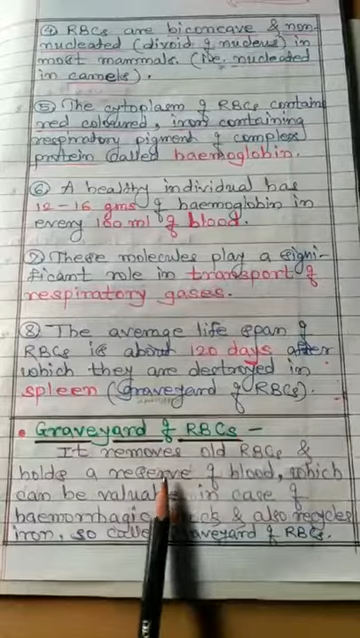 ④ RBCs are biconcave & non-
nucleated (divoid of nucleus) in
most mammals. (i.e. nucleated
in camels).
⑤ The cytoplasm of RBCs contains
red coloured, iron containing
respiratory pigment of complex
protein called haemoglobin.
⑥ A healthy individual has
12-16 gms of haemoglobin in
every 100 ml of blood.
⑦ These molecules play a signi-
ficant role in transport of
respiratory gases.
⑧ The average life span of
RBCs is about 120 days after
which they are destroyed in
spleen (Graveyard of RBCs).
• Graveyard of RBCs -
It removes old RBCs &
holds a reserve of blood, which
can be in case of
haemorrhagic & also recycles
iron, so Graveyard of RBCs.